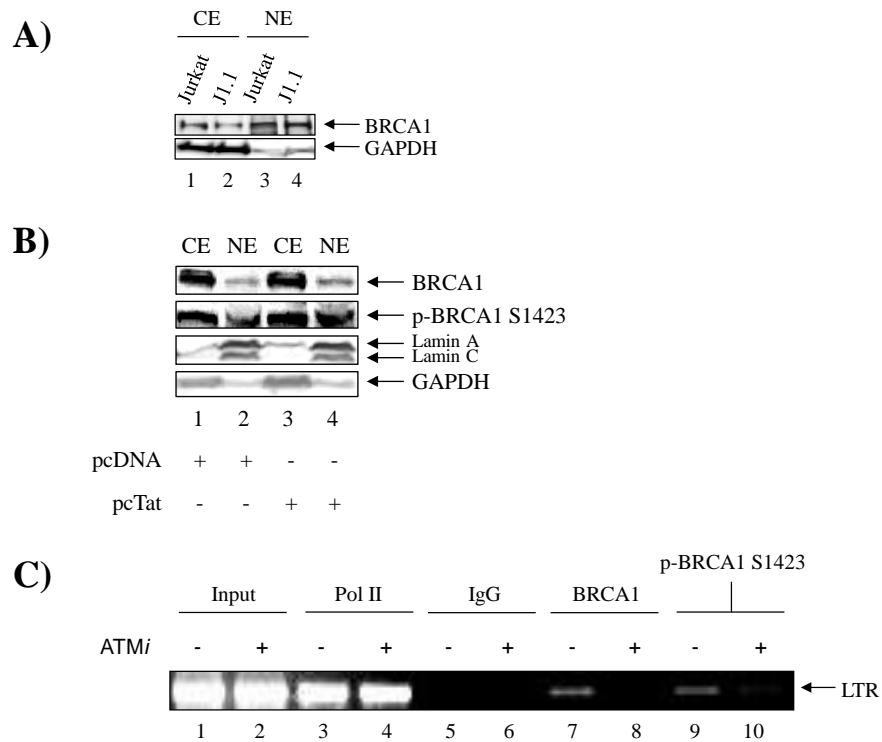 A)
CE NE
Jurkat J1.1 Jurkat J1.1
BRCA1
GAPDH
1 2 3 4
B)
CE NE CE NE
BRCA1
p-BRCA1 S1423
Lamin A
Lamin C
GAPDH
1 2 3 4
pcDNA + + - -
pcTat - - + +
C)
p-BRCA1 S1423
Input Pol II IgG BRCA1
ATMi - + - + - + - + - +
LTR
1 2 3 4 5 6 7 8 9 10